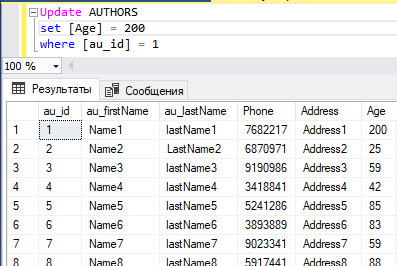 Update AUTHORS
set [Age] = 200
where [au_id] = 1
100 %
Результаты Сообщения
au_id au_firstName au_lastName Phone Address Age
1 1 Name1 lastName1 7682217 Address1 200
2 2 Name2 LastName2 6870971 Address2 25
3 3 Name3 lastName3 9190986 Address3 59
4 4 Name4 lastName4 3418841 Address4 42
5 5 Name5 lastName5 5241286 Address5 85
6 6 Name6 lastName6 3893889 Address6 83
7 7 Name7 lastName7 9023341 Address7 59
8 8 Name8 lastName8 5917441 Address8 88